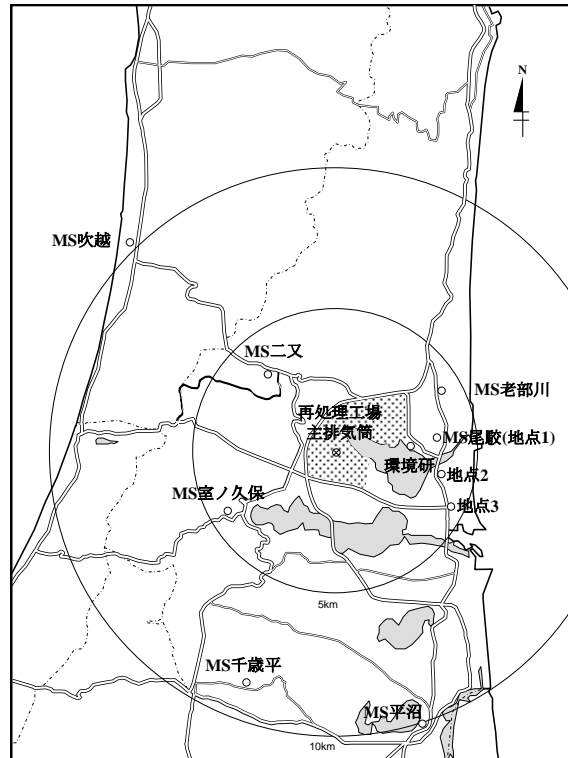 N
MS吹越
MS二又
MS老部川
再処理工場
主排気筒
MS尾駮(地点1)
環境研
地点2
MS室ノ久保
地点3
5km
MS千歳平
MS平沼
10km